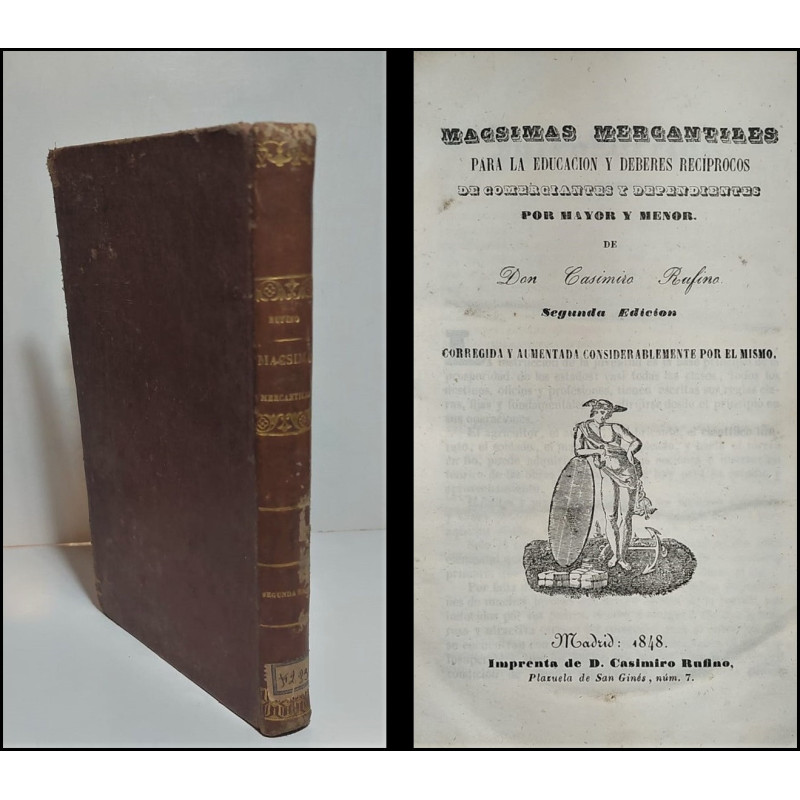 RUFINO
MACSIMA
MERCANTILE
SEGUNDA
MACSIMAS MERCANTILES
PARA LA EDUCACION Y DEBERES RECÍPROCOS
DE COMERCIANTES Y DEPENDIENTES
POR MAYOR Y MENOR.
DE
Don Casimiro Rufino
Segunda Edicion
CORREGIDA Y AUMENTADA CONSIDERABLEMENTE POR EL MISMO.
Madrid: 1848.
Imprenta de D. Casimiro Rufino,
Plazuela de San Ginés, núm. 7.